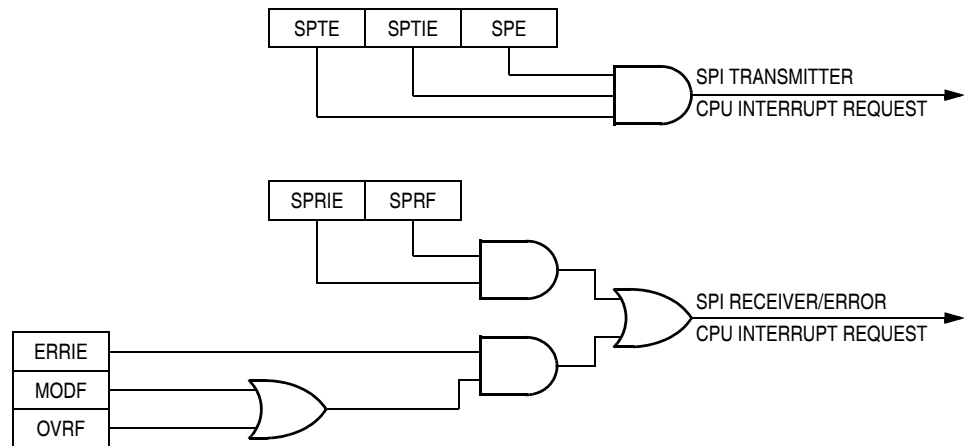 SPTE SPTIE SPE
SPI TRANSMITTER
CPU INTERRUPT REQUEST
SPRIE SPRF
SPI RECEIVER/ERROR
CPU INTERRUPT REQUEST
ERRIE
MODF
OVRF